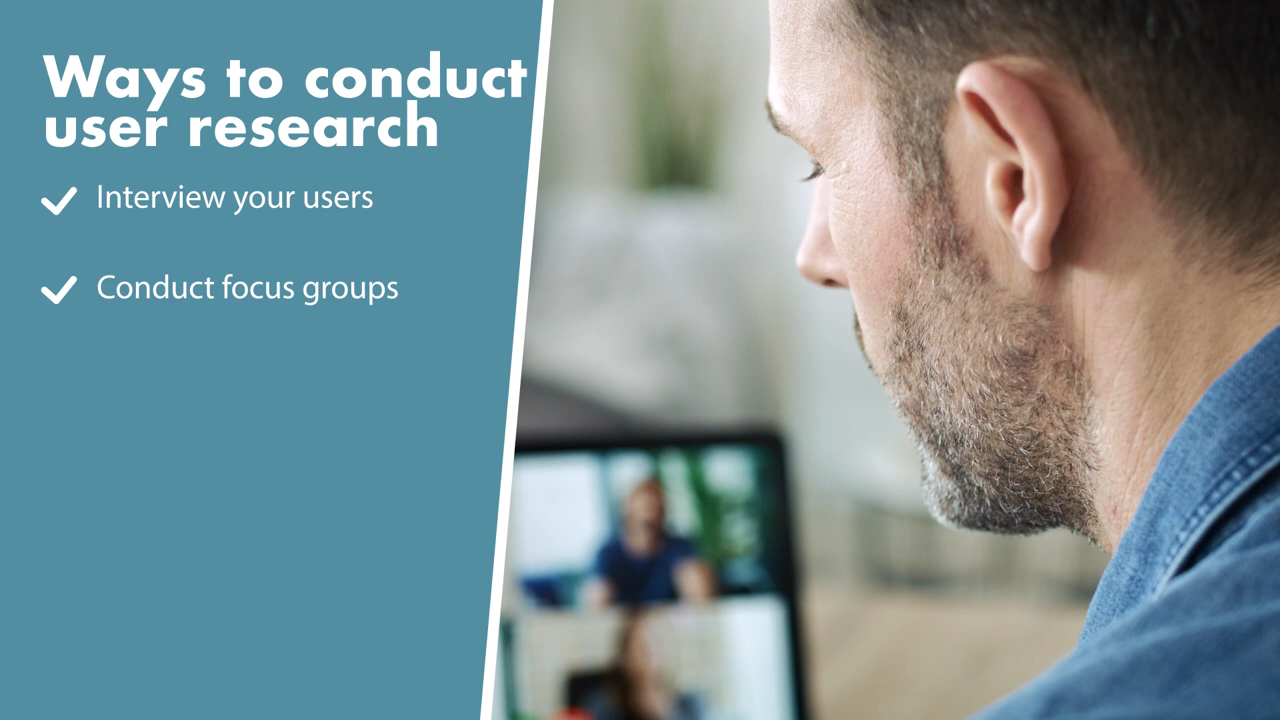 Ways to conduct
user research
Interview your users
Conduct focus groups